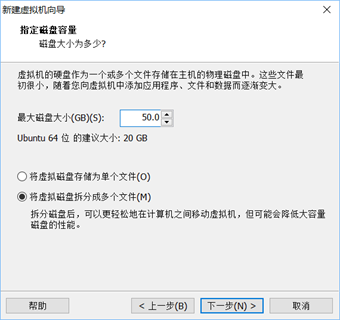 新建虚拟机向导
指定磁盘容量
磁盘大小为多少?
虚拟机的硬盘作为一个或多个文件存储在主机的物理磁盘中。这些文件最
初很小，随着您向虚拟机中添加应用程序、文件和数据而逐渐变大。
最大磁盘大小(GB)(S): 50.0
Ubuntu 64 位 的建议大小: 20 GB
将虚拟磁盘存储为单个文件(O)
将虚拟磁盘拆分成多个文件(M)
拆分磁盘后，可以更轻松地在计算机之间移动虚拟机，但可能会降低大容量
磁盘的性能。
帮助 < 上一步(B) 下一步(N) > 取消